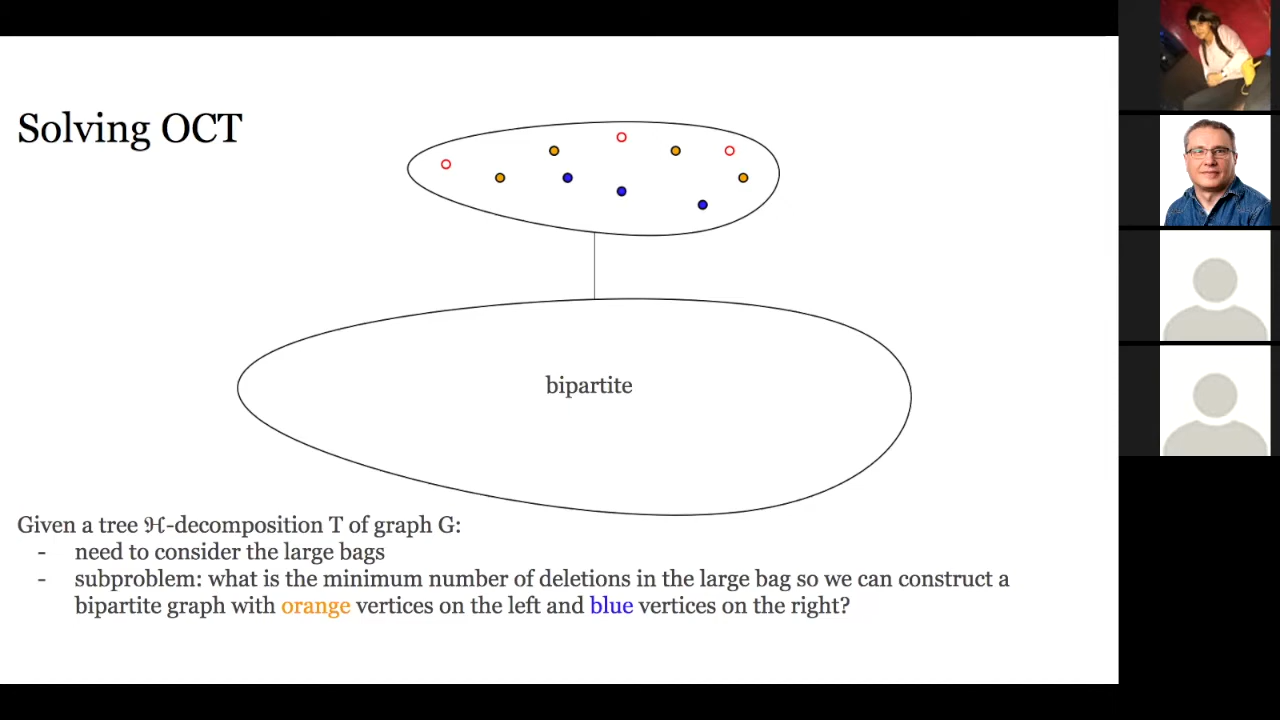 Solving OCT
bipartite
Given a tree ℋ-decomposition T of graph G:
- need to consider the large bags
- subproblem: what is the minimum number of deletions in the large bag so we can construct a
bipartite graph with orange vertices on the left and blue vertices on the right?